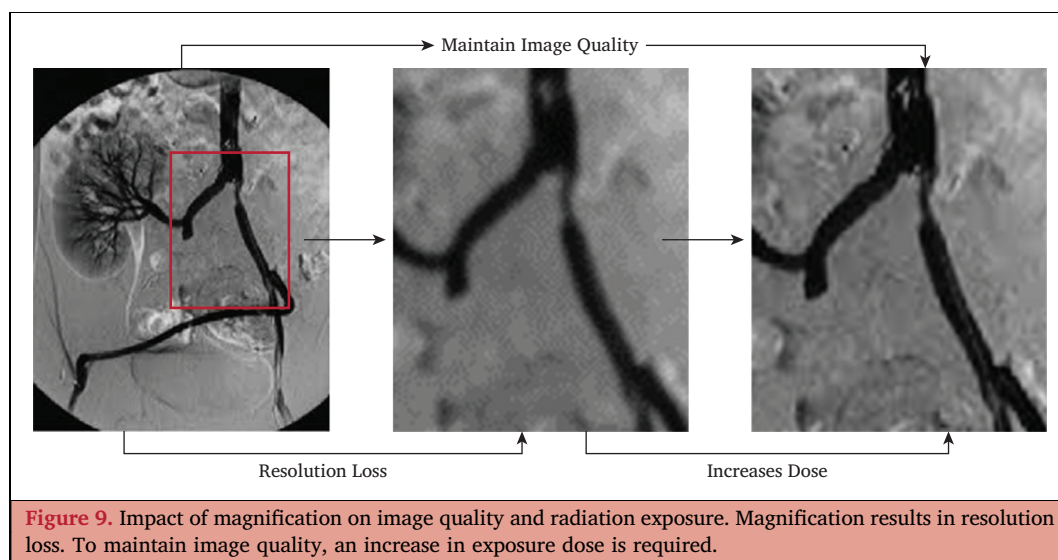 Maintain Image Quality
Resolution Loss
Increases Dose
Figure 9. Impact of magnification on image quality and radiation exposure. Magnification results in resolution
loss. To maintain image quality, an increase in exposure dose is required.